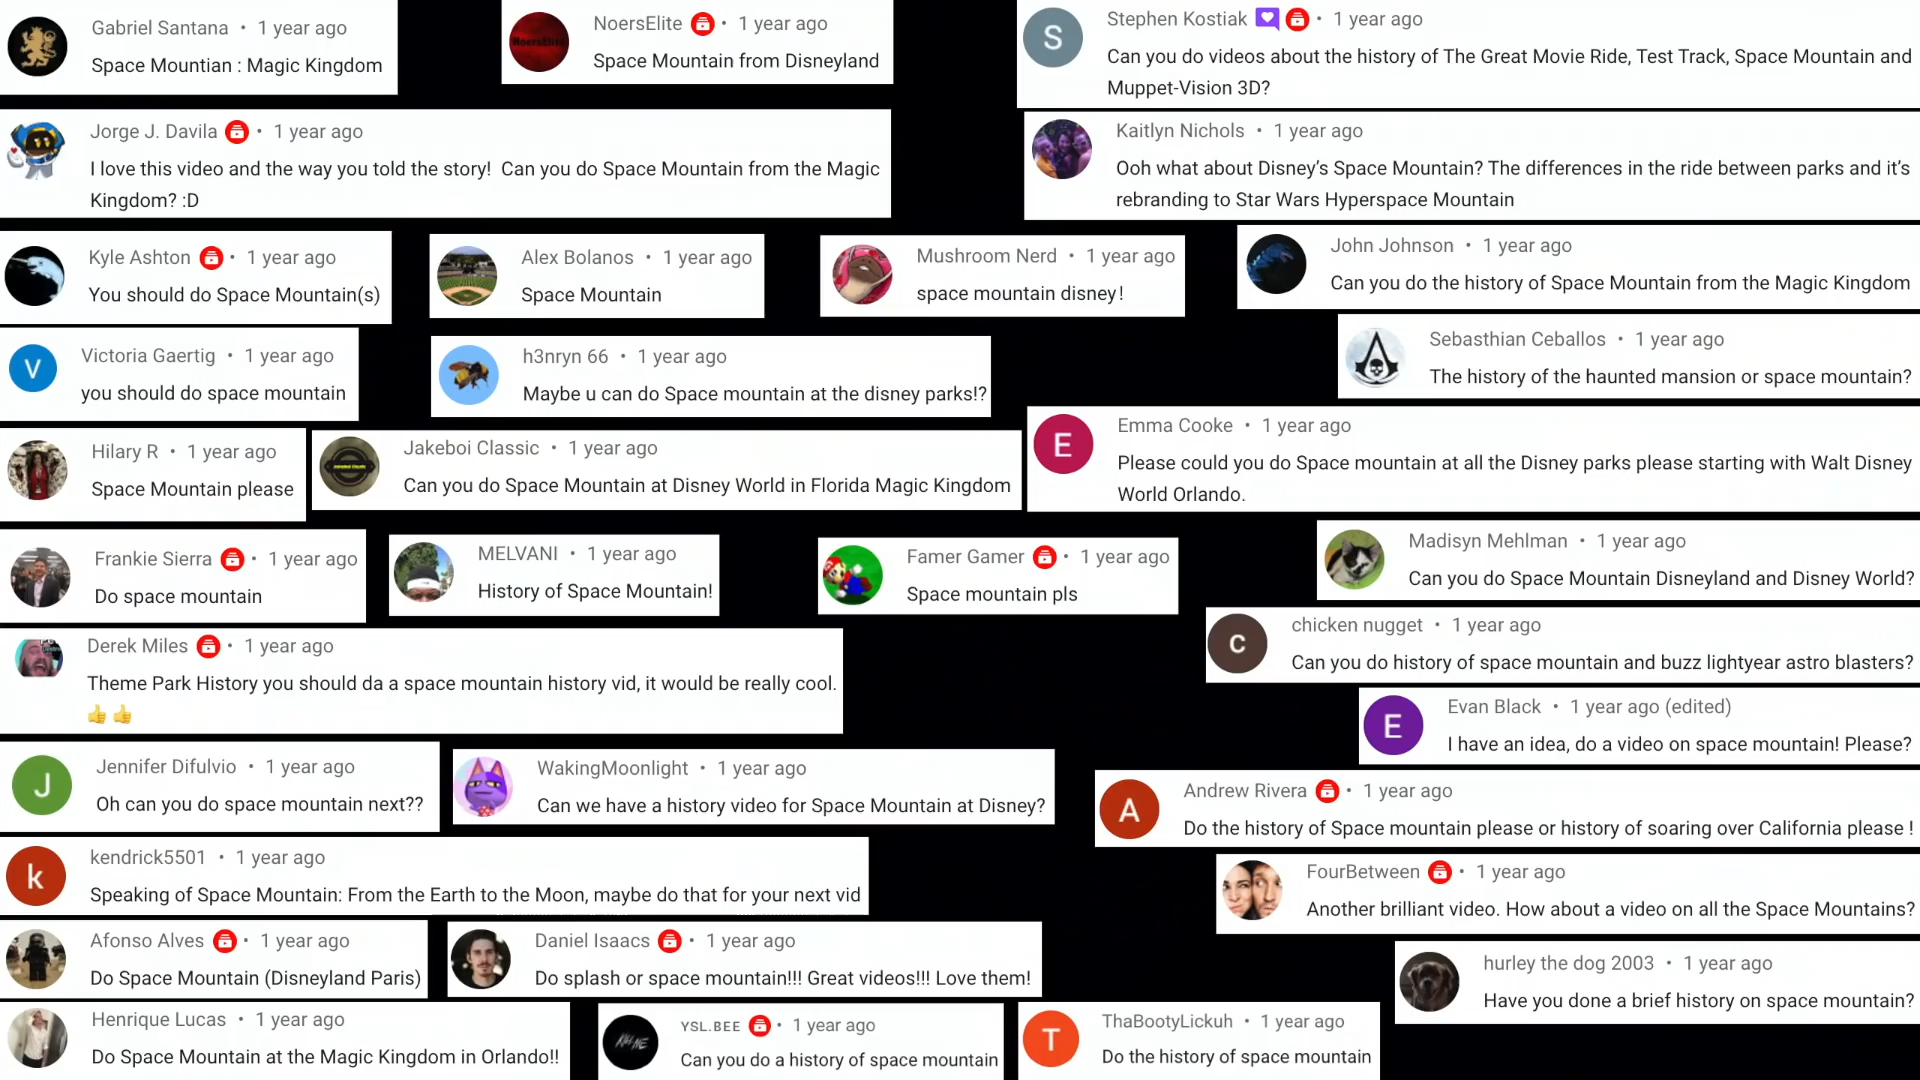 Gabriel Santana • 1 year ago
Space Mountian : Magic Kingdom
NoersElite
NoersElite • 1 year ago
Space Mountain from Disneyland
S
Stephen Kostiak • 1 year ago
Can you do videos about the history of The Great Movie Ride, Test Track, Space Mountain and
Muppet-Vision 3D?
Jorge J. Davila • 1 year ago
I love this video and the way you told the story! Can you do Space Mountain from the Magic
Kingdom? :D
Kaitlyn Nichols • 1 year ago
Ooh what about Disney’s Space Mountain? The differences in the ride between parks and it’s
rebranding to Star Wars Hyperspace Mountain
Kyle Ashton • 1 year ago
You should do Space Mountain(s)
Alex Bolanos • 1 year ago
Space Mountain
Mushroom Nerd • 1 year ago
space mountain disney!
John Johnson • 1 year ago
Can you do the history of Space Mountain from the Magic Kingdom
V
Victoria Gaertig • 1 year ago
you should do space mountain
h3nryn 66 • 1 year ago
Maybe u can do Space mountain at the disney parks!?
Sebasthian Ceballos • 1 year ago
The history of the haunted mansion or space mountain?
Hilary R • 1 year ago
Space Mountain please
Jakeboi Classic
Jakeboi Classic • 1 year ago
Can you do Space Mountain at Disney World in Florida Magic Kingdom
E
Emma Cooke • 1 year ago
Please could you do Space mountain at all the Disney parks please starting with Walt Disney
World Orlando.
Frankie Sierra • 1 year ago
Do space mountain
MELVANI • 1 year ago
History of Space Mountain!
Famer Gamer • 1 year ago
Space mountain pls
Madisyn Mehlman • 1 year ago
Can you do Space Mountain Disneyland and Disney World?
Derek Miles • 1 year ago
Theme Park History you should da a space mountain history vid, it would be really cool.
👍 👍
c
chicken nugget • 1 year ago
Can you do history of space mountain and buzz lightyear astro blasters?
E
Evan Black • 1 year ago (edited)
I have an idea, do a video on space mountain! Please?
J
Jennifer Difulvio • 1 year ago
Oh can you do space mountain next??
WakingMoonlight • 1 year ago
Can we have a history video for Space Mountain at Disney?
A
Andrew Rivera • 1 year ago
Do the history of Space mountain please or history of soaring over California please !
k
kendrick5501 • 1 year ago
Speaking of Space Mountain: From the Earth to the Moon, maybe do that for your next vid
FourBetween • 1 year ago
Another brilliant video. How about a video on all the Space Mountains?
Afonso Alves • 1 year ago
Do Space Mountain (Disneyland Paris)
Daniel Isaacs • 1 year ago
Do splash or space mountain!!! Great videos!!! Love them!
hurley the dog 2003 • 1 year ago
Have you done a brief history on space mountain?
Henrique Lucas • 1 year ago
Do Space Mountain at the Magic Kingdom in Orlando!!
YSL.BEE • 1 year ago
Can you do a history of space mountain
T
ThaBootyLickuh • 1 year ago
Do the history of space mountain